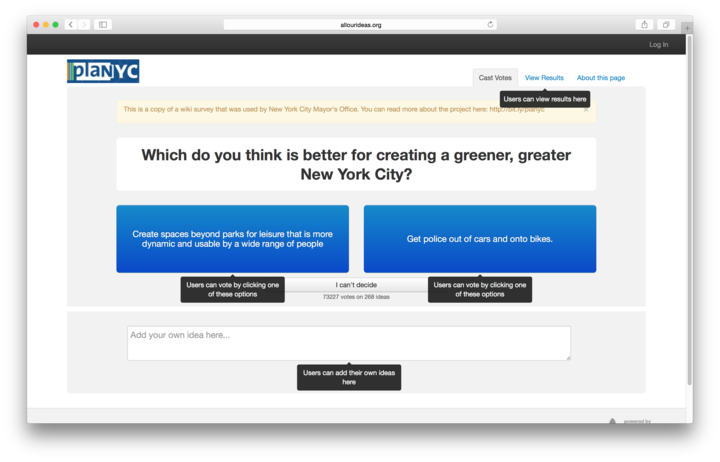 allourideas.org
Log In
plaNYC
Cast Votes
View Results
About this page
Users can view results here
This is a copy of a wiki survey that was used by New York City Mayor's Office. You can read more about the project here: http://bit.ly/planyc
×
Which do you think is better for creating a greener, greater
New York City?
Create spaces beyond parks for leisure that is more
dynamic and usable by a wide range of people
Get police out of cars and onto bikes.
Users can vote by clicking one
of these options
I can't decide
73227 votes on 268 ideas
Users can vote by clicking one
of these options
Add your own idea here...
Users can add their own ideas
here
powered by